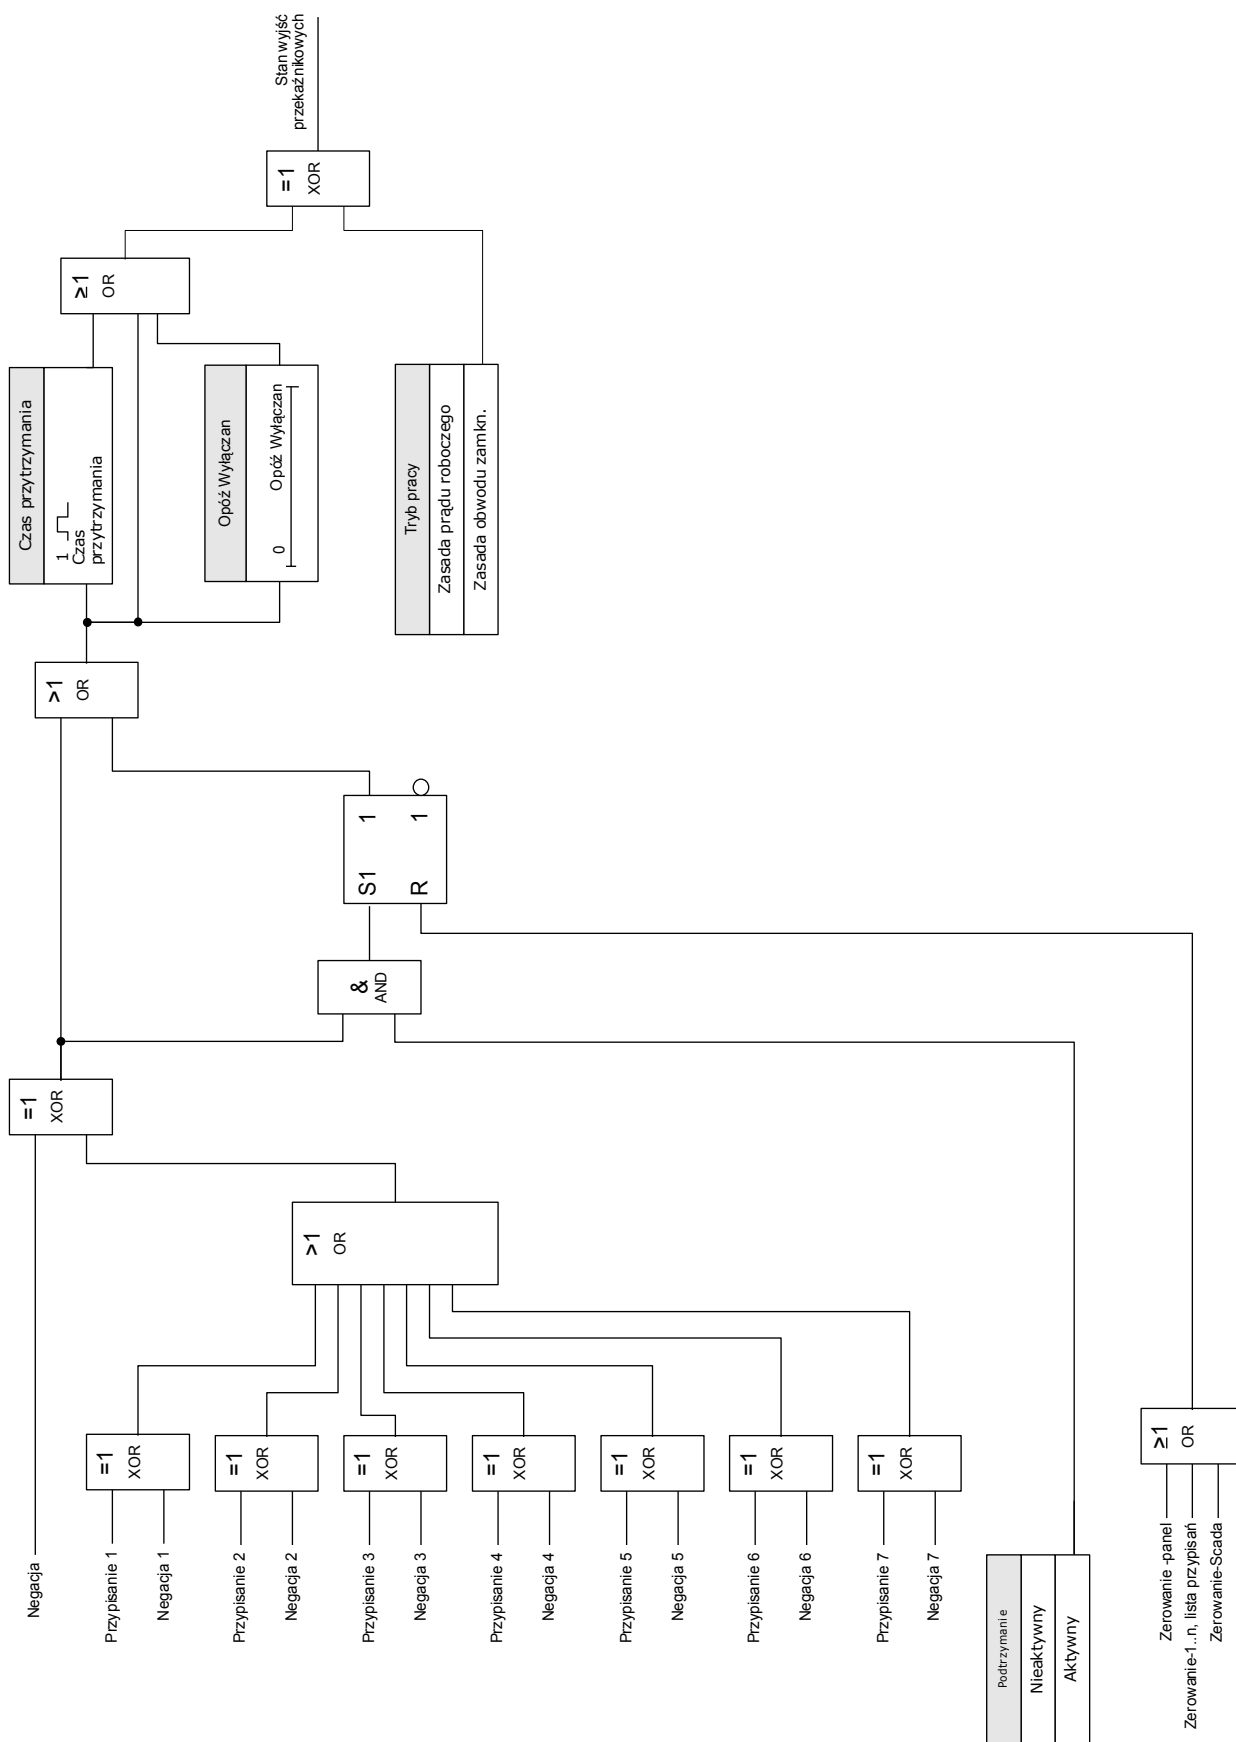 Negacja
Przypisanie 1
Negacja 1
Przypisanie 2
Negacja 2
Przypisanie 3
Negacja 3
Przypisanie 4
Negacja 4
Przypisanie 5
Negacja 5
Przypisanie 6
Negacja 6
Przypisanie 7
Negacja 7
Podtrzymanie
Nieaktywny
Aktywny
Zerowanie -panel
Zerowanie-1..n, lista przypisań
Zerowanie-Scada
=1
XOR
=1
XOR
=1
XOR
=1
XOR
=1
XOR
=1
XOR
=1
XOR
≥1
OR
>1
OR
=1
XOR
&
AND
S1 1
R 1
>1
OR
Czas przytrzymania
1
Czas
przytrzymania
Opóź Wyłączan
0 Opóź Wyłączan
Tryb pracy
Zasada prądu roboczego
Zasada obwodu zamkn.
≥1
OR
=1
XOR
Stan wyjść
przekaźnikowych